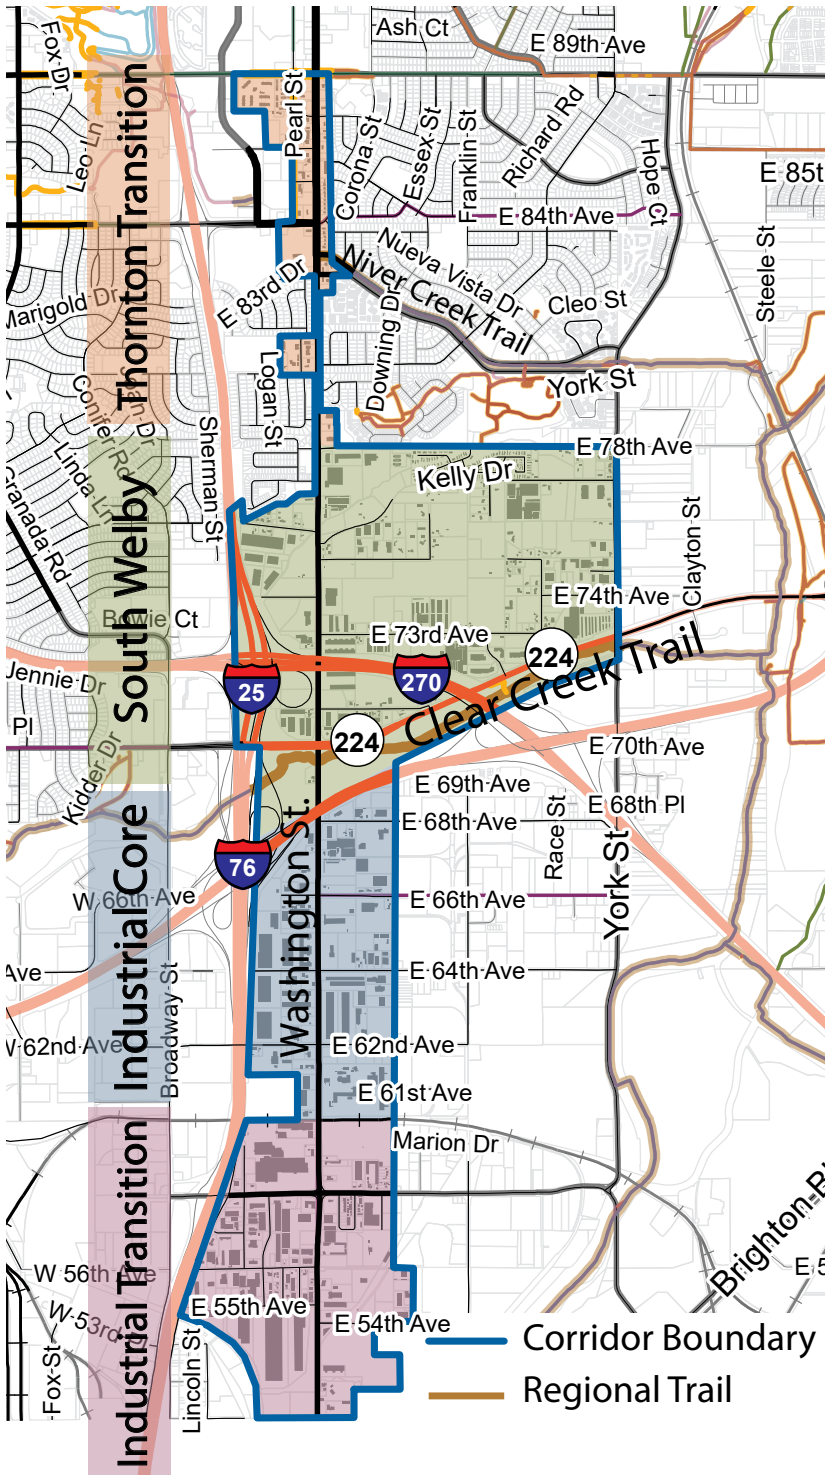 Ash Ct
E 89th Ave
Fox Dr
Pearl St
Thornton Transition
Leo Ln
Corona St
Essex St
Franklin St
Richard Rd
Hope Ct
E 85t
E 84th Ave
Steele St
Nueva Vista Dr
Niver Creek Trail
E 83rd Dr
Marigold Dr
Cleo St
Downing Dr
Logan St
York St
Conifer Rd
Sherman St
Linda Ln
E 78th Ave
Kelly Dr
Granada Rd
South Welby
Clayton St
E 74th Ave
Bowie Ct
E 73rd Ave
224
Jennie Dr
25
270
Clear Creek Trail
Pl
224
E 70th Ave
Kidder Dr
E 69th Ave
E 68th Pl
Industrial Core
Washington St.
E 68th Ave
Race St
York St
76
W 66th Ave
E 66th Ave
Ave
E 64th Ave
Broadway St
W 62nd Ave
E 62nd Ave
E 61st Ave
Industrial Transition
Marion Dr
Brighton B
W 56th Ave
E 5
E 55th Ave
W 53rd
E 54th Ave
Fox St
Lincoln St
Corridor Boundary
Regional Trail